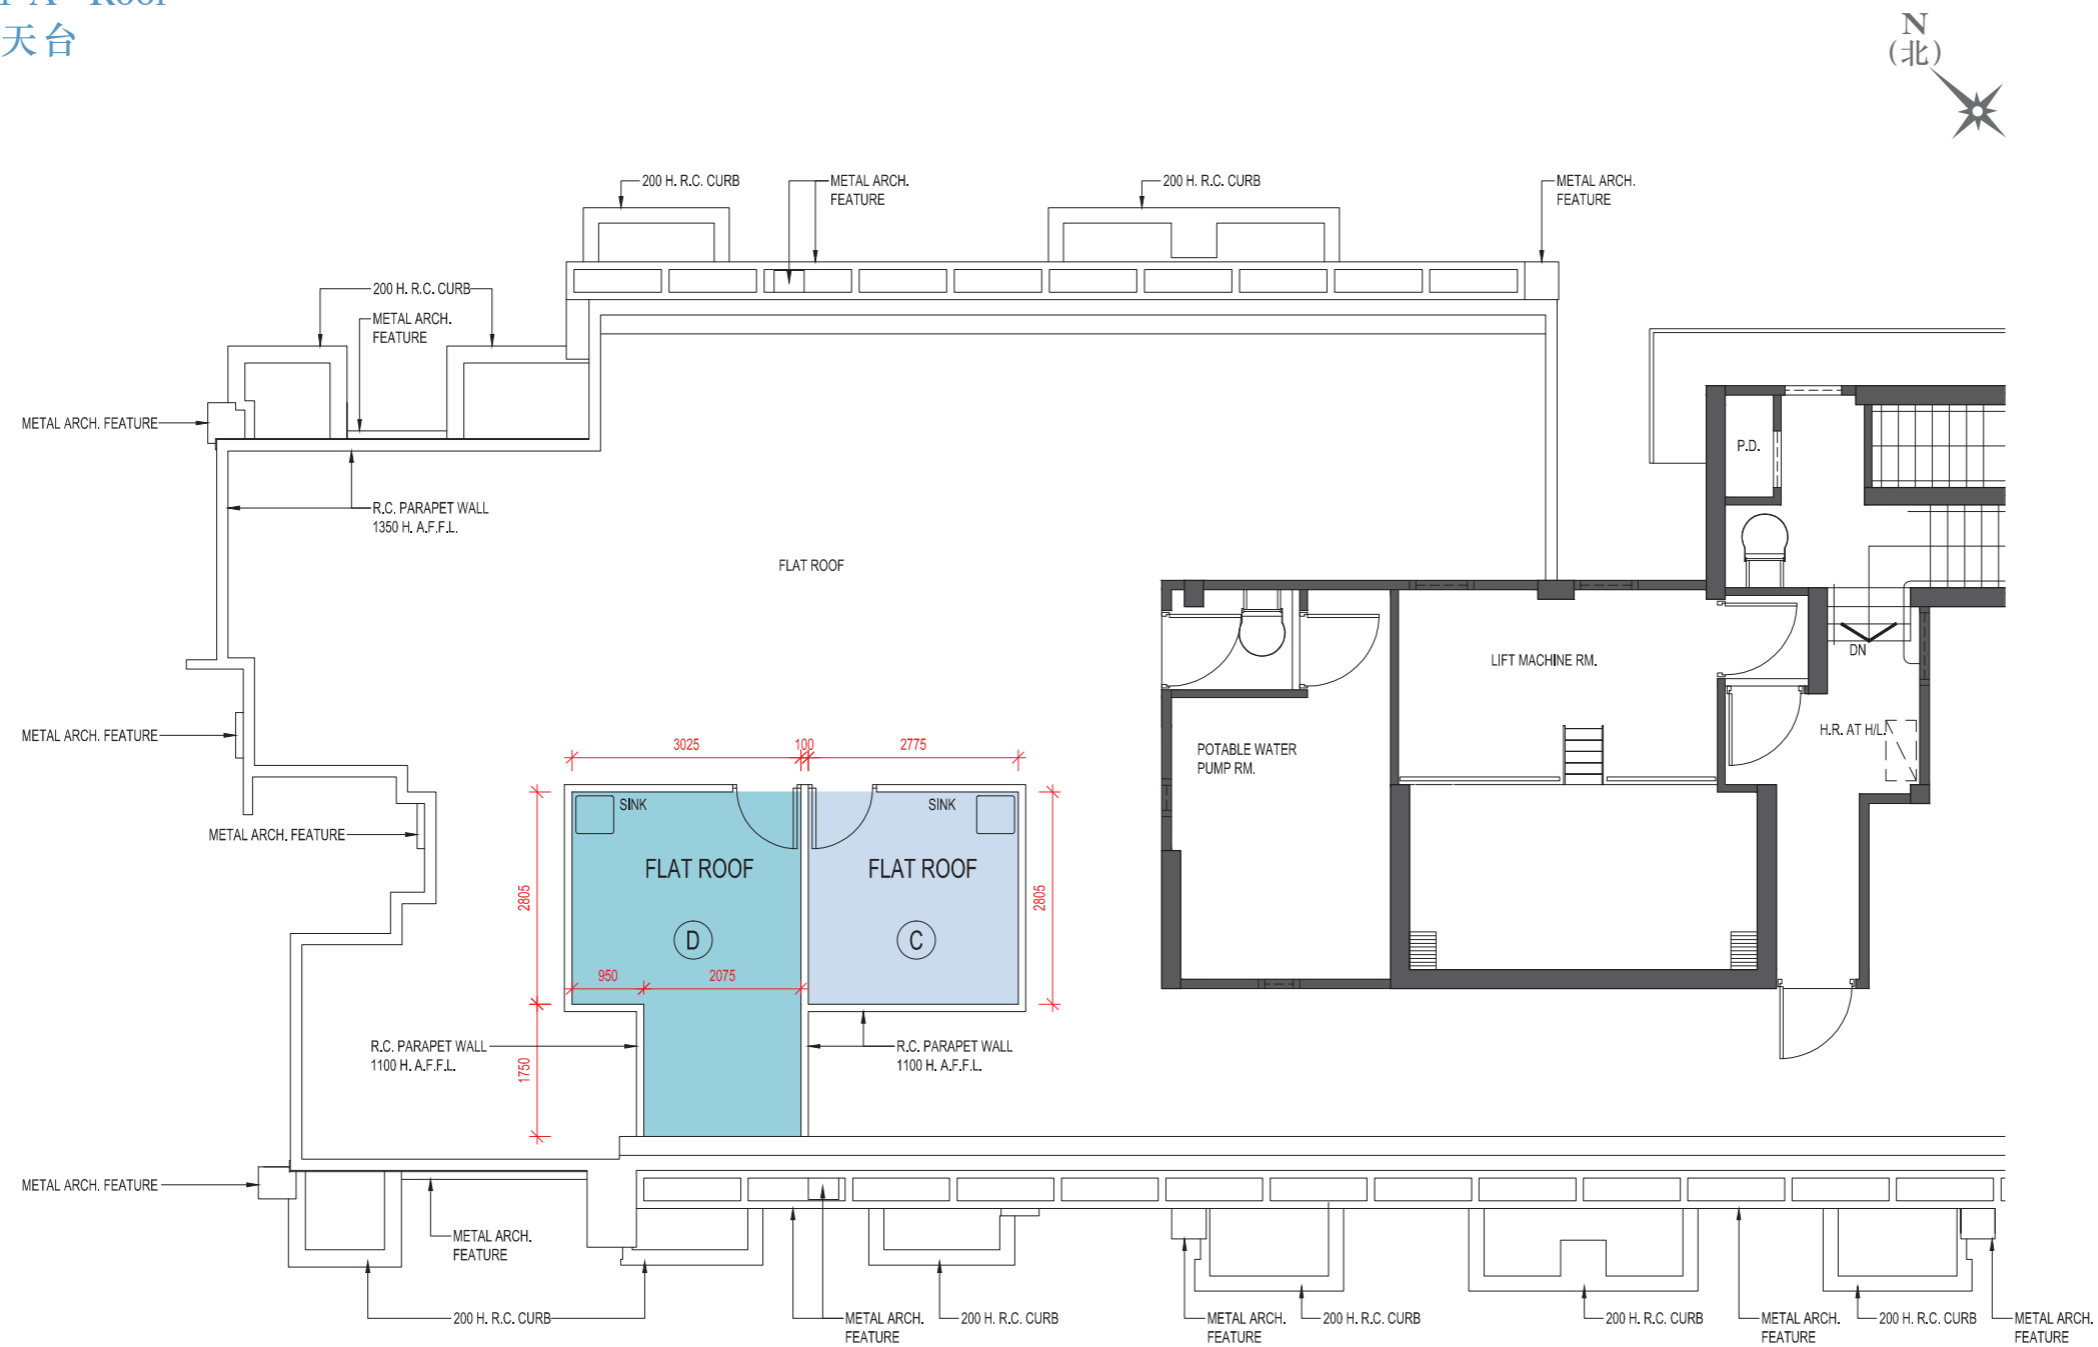 天台
N
(北)
200 H. R.C. CURB
METAL ARCH.
FEATURE
200 H. R.C. CURB
METAL ARCH.
FEATURE
200 H. R.C. CURB
METAL ARCH.
FEATURE
METAL ARCH. FEATURE
P.D.
R.C. PARAPET WALL
1350 H. A.F.F.L.
FLAT ROOF
LIFT MACHINE RM.
DN
H.R. AT H/L.
METAL ARCH. FEATURE
POTABLE WATER
PUMP RM.
3025
100
2775
SINK
SINK
METAL ARCH. FEATURE
FLAT ROOF
FLAT ROOF
2805
2805
D
C
950
2075
R.C. PARAPET WALL
1100 H. A.F.F.L.
1750
R.C. PARAPET WALL
1100 H. A.F.F.L.
METAL ARCH. FEATURE
METAL ARCH.
FEATURE
200 H. R.C. CURB
METAL ARCH.
FEATURE
200 H. R.C. CURB
METAL ARCH.
FEATURE
200 H. R.C. CURB
200 H. R.C. CURB
METAL ARCH.
FEATURE
200 H. R.C. CURB
METAL ARCH.
FEATURE